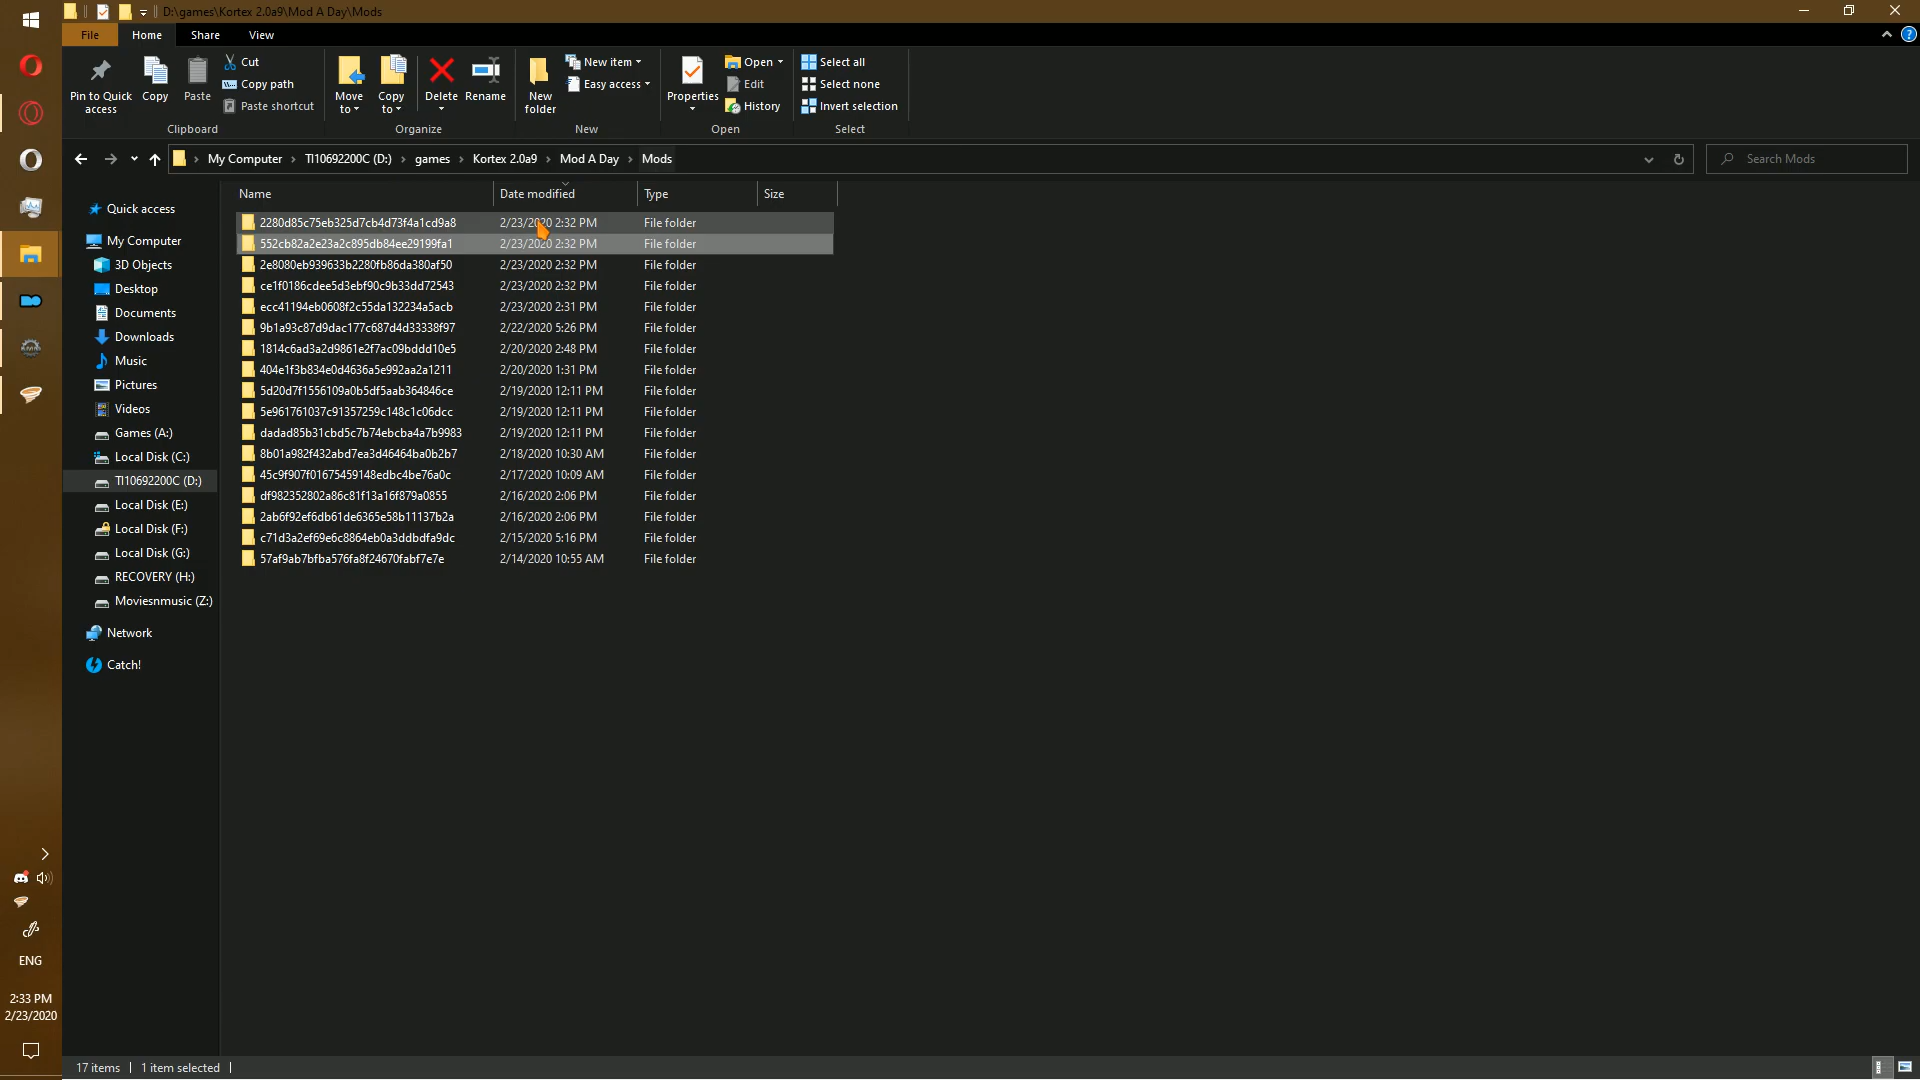 D:\games\Kortex 2.0a9\Mod A Day\Mods
File Home Share View
Pin to Quick access
Copy
Paste
Cut
Copy path
Paste shortcut
Clipboard
Move to
Copy to
Delete
Rename
Organize
New folder
New item
Easy access
New
Properties
Open
Edit
History
Open
Select all
Select none
Invert selection
Select
My Computer TI10692200C (D:) games Kortex 2.0a9 Mod A Day Mods
Search Mods
Quick access
My Computer
3D Objects
Desktop
Documents
Downloads
Music
Pictures
Videos
Games (A:)
Local Disk (C:)
TI10692200C (D:)
Local Disk (E:)
Local Disk (F:)
Local Disk (G:)
RECOVERY (H:)
Moviesnmusic (Z:)
Network
Catch!
Name Date modified Type Size
2280d85c75eb325d7cb4d73f4a1cd9a8 2/23/2020 2:32 PM File folder
552cb82a2e23a2c895db84ee29199fa1 2/23/2020 2:32 PM File folder
2e8080eb939633b2280fb86da380af50 2/23/2020 2:32 PM File folder
ce1f0186cdee5d3ebf90c9b33dd72543 2/23/2020 2:32 PM File folder
ecc41194eb0608f2c55da132234a5acb 2/23/2020 2:31 PM File folder
9b1a93c87d9dac177c687d4d33338f97 2/22/2020 5:26 PM File folder
1814c6ad3a2d9861e2f7ac09bddd10e5 2/20/2020 2:48 PM File folder
404e1f3b834e0d4636a5e992aa2a1211 2/20/2020 1:31 PM File folder
5d20d7f1556109a0b5df5aab364846ce 2/19/2020 12:11 PM File folder
5e961761037c91357259c148c1c06dcc 2/19/2020 12:11 PM File folder
dadad85b31cbd5c7b74ebcba4a7b9983 2/19/2020 12:11 PM File folder
8b01a982f432abd7ea3d46464ba0b2b7 2/18/2020 10:30 AM File folder
45c9f907f01675459148edbc4be76a0c 2/17/2020 10:09 AM File folder
df982352802a86c81f13a16f879a0855 2/16/2020 2:06 PM File folder
2ab6f92ef6db61de6365e58b11137b2a 2/16/2020 2:06 PM File folder
c71d3a2ef69e6c8864eb0a3ddbdfa9dc 2/15/2020 5:16 PM File folder
57af9ab7bfba576fa8f24670fabf7e7e 2/14/2020 10:55 AM File folder
ENG
2:33 PM
2/23/2020
17 items 1 item selected